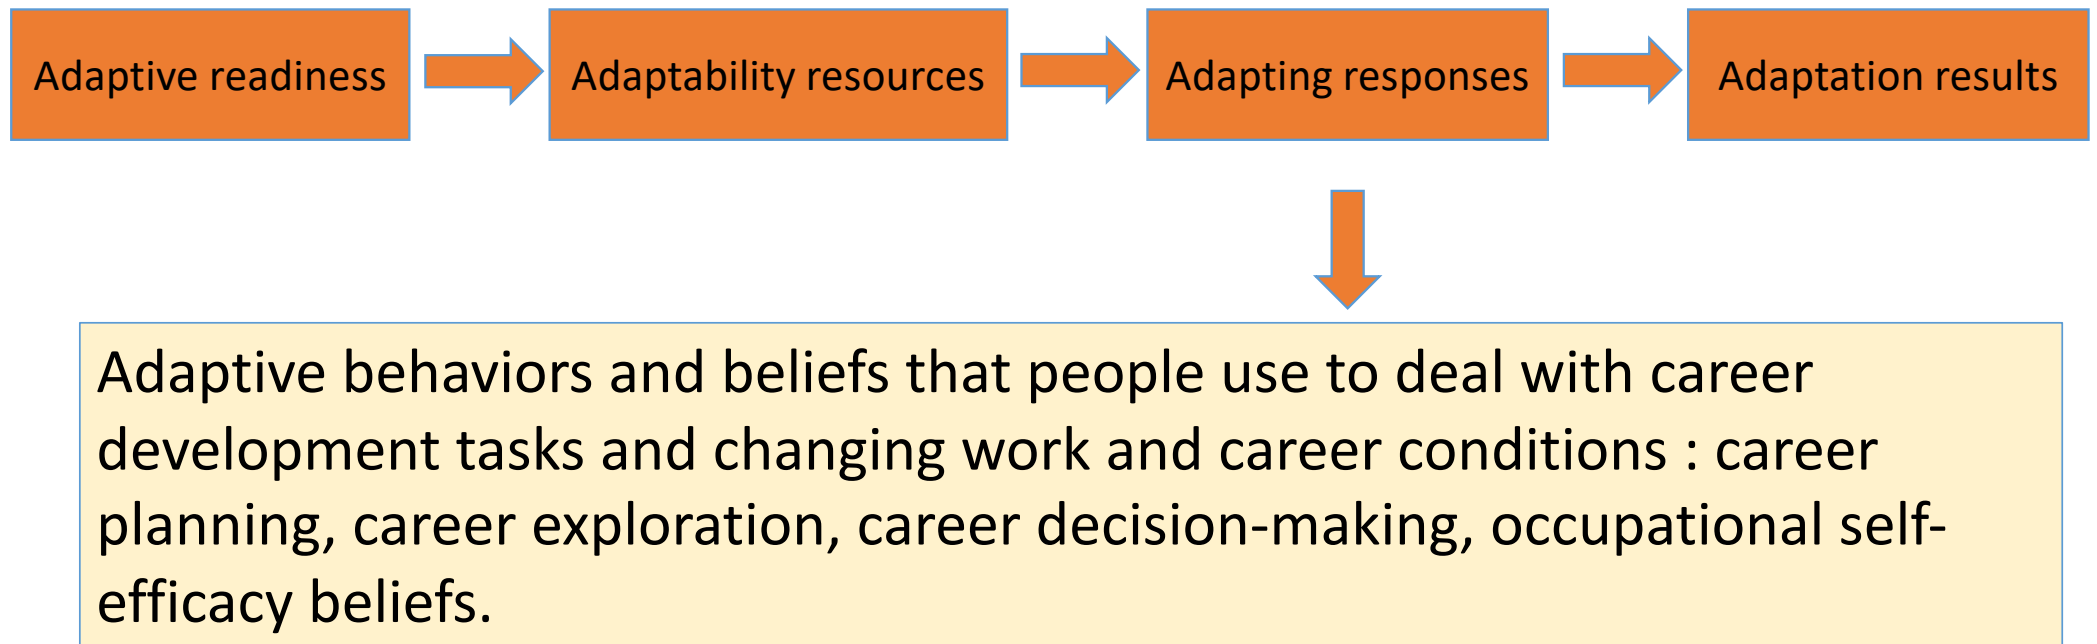 Adaptive readiness
Adaptability resources
Adapting responses
Adaptation results
Adaptive behaviors and beliefs that people use to deal with career
development tasks and changing work and career conditions : career
planning, career exploration, career decision-making, occupational self-
efficacy beliefs.